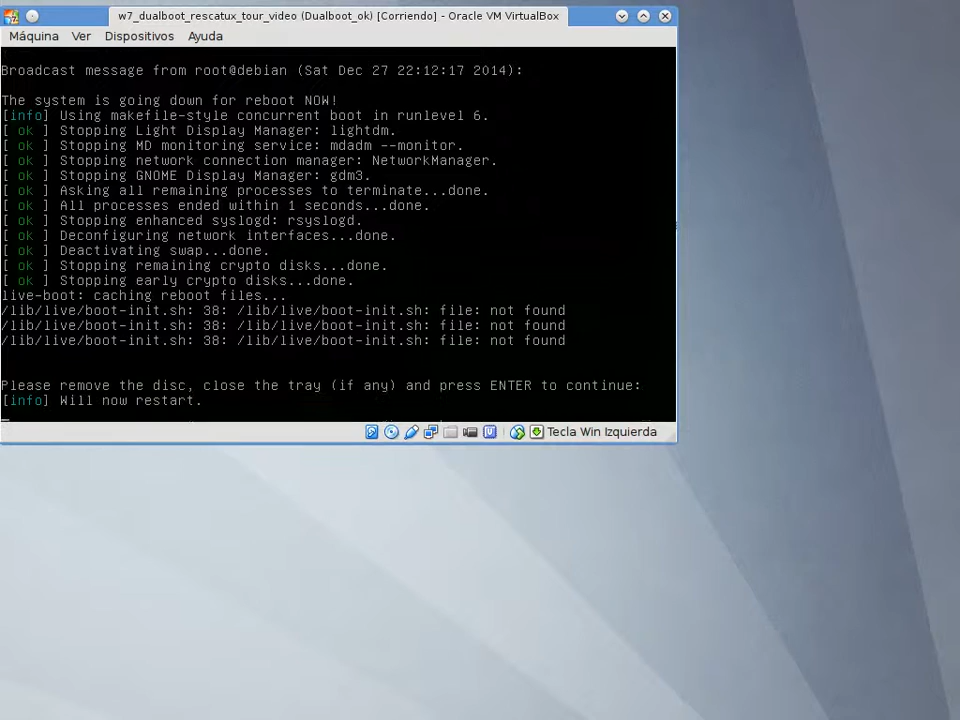 w7_dualboot_rescatux_tour_video (Dualboot_ok) [Corriendo] - Oracle VM VirtualBox
Máquina Ver Dispositivos Ayuda
Broadcast message from root@debian (Sat Dec 27 22:12:17 2014):
The system is going down for reboot NOW!
[info] Using makefile-style concurrent boot in runlevel 6.
[ ok ] Stopping Light Display Manager: lightdm.
[ ok ] Stopping MD monitoring service: mdadm --monitor.
[ ok ] Stopping network connection manager: NetworkManager.
[ ok ] Stopping GNOME Display Manager: gdm3.
[ ok ] Asking all remaining processes to terminate...done.
[ ok ] All processes ended within 1 seconds...done.
[ ok ] Stopping enhanced syslogd: rsyslogd.
[ ok ] Deconfiguring network interfaces...done.
[ ok ] Deactivating swap...done.
[ ok ] Stopping remaining crypto disks...done.
[ ok ] Stopping early crypto disks...done.
live-boot: caching reboot files...
/lib/live/boot-init.sh: 38: /lib/live/boot-init.sh: file: not found
/lib/live/boot-init.sh: 38: /lib/live/boot-init.sh: file: not found
/lib/live/boot-init.sh: 38: /lib/live/boot-init.sh: file: not found
Please remove the disc, close the tray (if any) and press ENTER to continue:
[info] Will now restart.
Tecla Win Izquierda